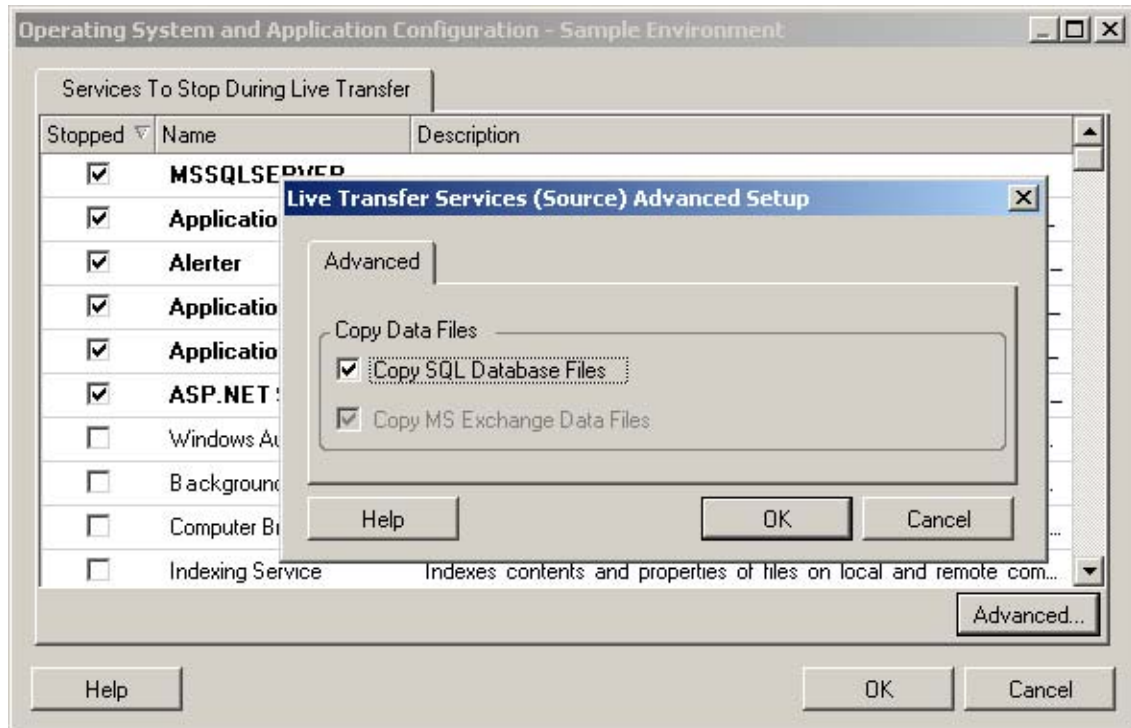 Operating System and Application Configuration - Sample Environment
Services To Stop During Live Transfer
Stopped Name Description
MSSQLSERVER
Live Transfer Services (Source) Advanced Setup
Applicatio
Alerter
Advanced
Applicatio
Copy Data Files
Applicatio
Copy SQL Database Files
ASP.NET
Copy MS Exchange Data Files
Windows Au
Background
Help OK Cancel
Computer Br
Indexing Service Indexes contents and properties of files on local and remote com...
Advanced...
Help OK Cancel